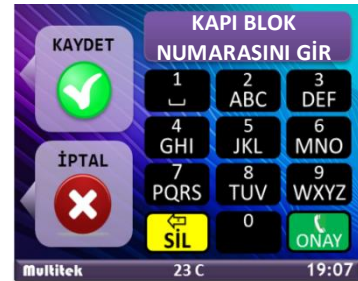 KAPI BLOK
NUMARASINI GİR
KAYDET
İPTAL
1
2
ABC
3
DEF
4
GHI
5
JKL
6
MNO
7
PQRS
8
TUV
9
WXYZ
SİL
0
ONAY
Multitek
23 C
19:07